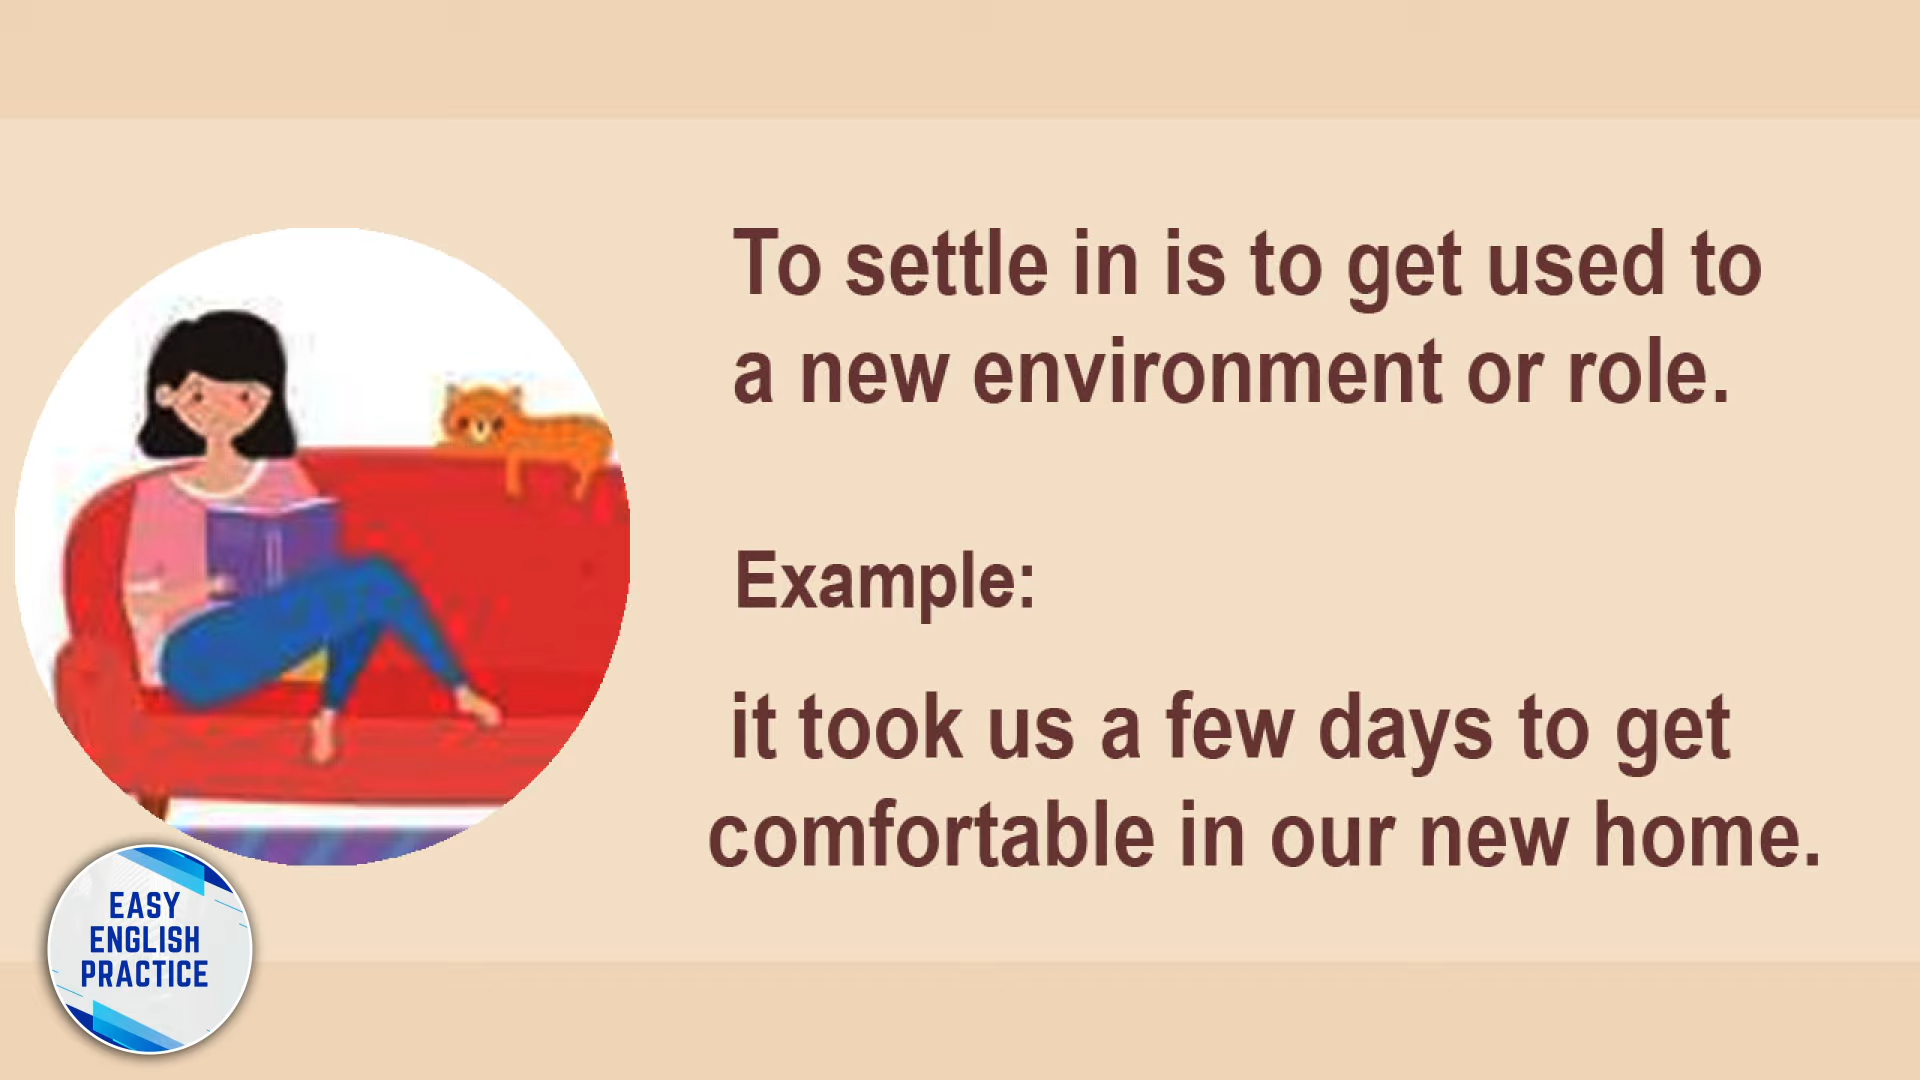 To settle in is to get used to
a new environment or role.
Example:
it took us a few days to get
comfortable in our new home.
EASY
ENGLISH
PRACTICE